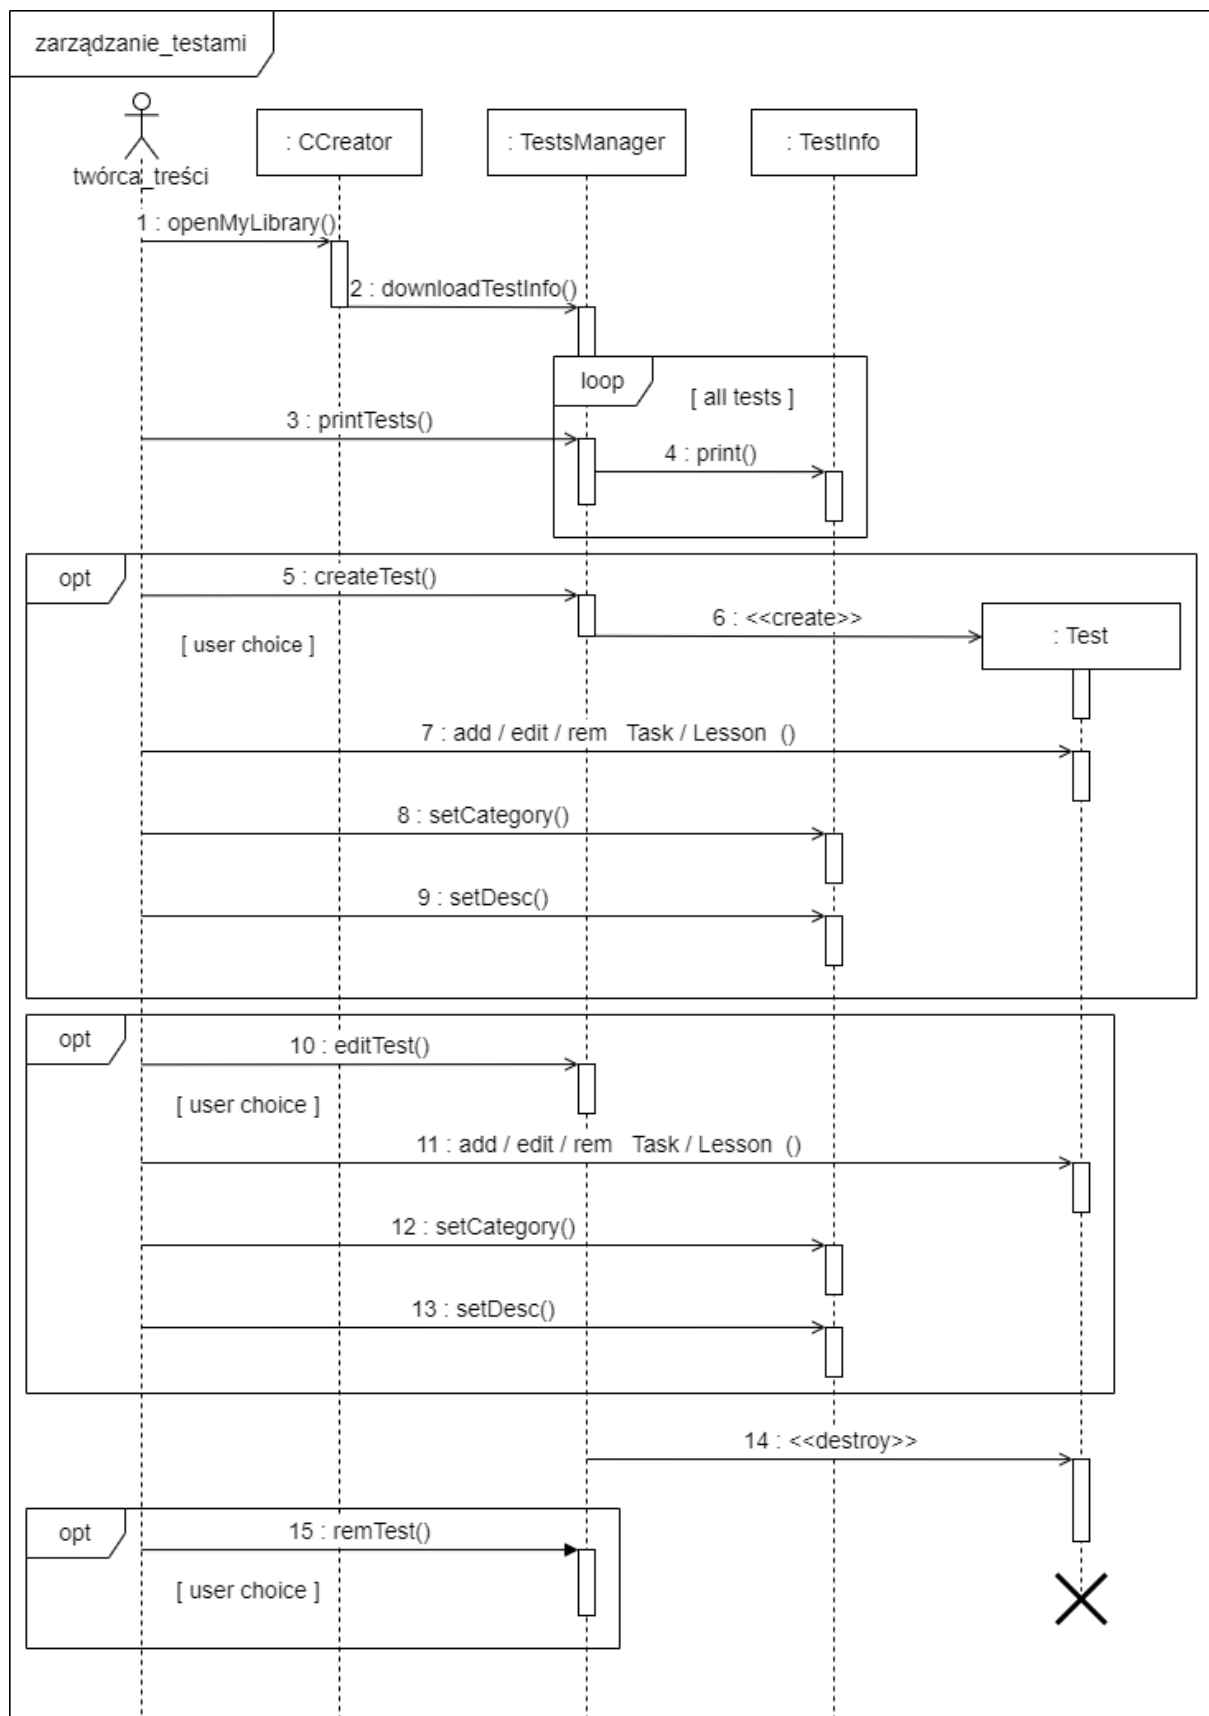 zarządzanie_testami
twórca_treści
: CCreator
: TestsManager
: TestInfo
1 : openMyLibrary()
2 : downloadTestInfo()
loop
[ all tests ]
3 : printTests()
4 : print()
opt
5 : createTest()
6 : <<create>>
: Test
[ user choice ]
7 : add / edit / rem   Task / Lesson  ()
8 : setCategory()
9 : setDesc()
opt
10 : editTest()
[ user choice ]
11 : add / edit / rem   Task / Lesson  ()
12 : setCategory()
13 : setDesc()
14 : <<destroy>>
opt
15 : remTest()
[ user choice ]